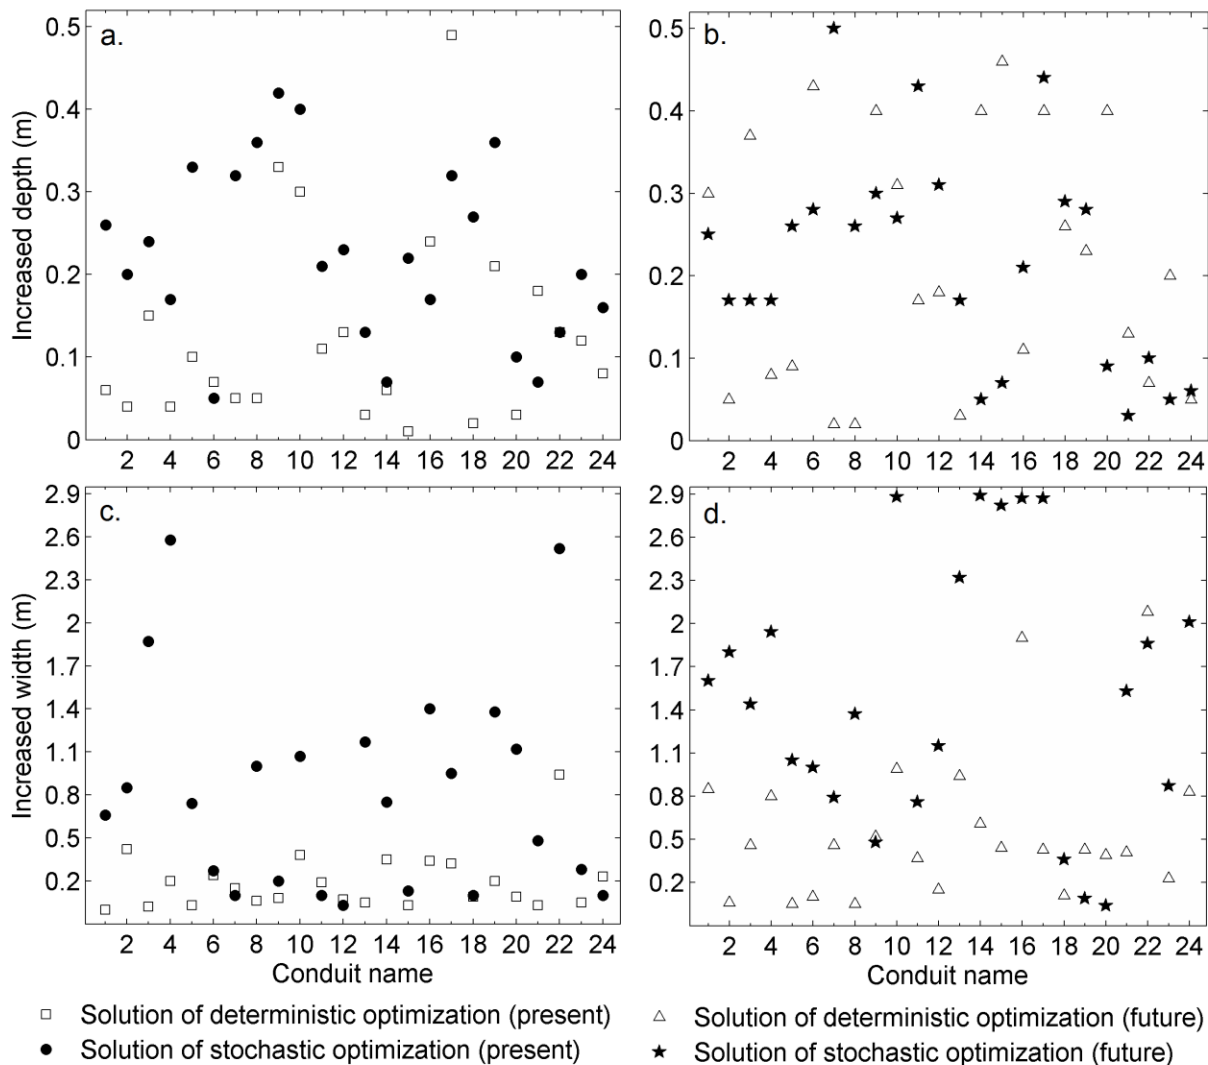 a.
Increased depth (m)
0.5
0.4
0.3
0.2
0.1
0
2 4 6 8 10 12 14 16 18 20 22 24
b.
0.5
0.4
0.3
0.2
0.1
0
2 4 6 8 10 12 14 16 18 20 22 24
c.
Increased width (m)
2.9
2.6
2.3
2
1.7
1.4
1.1
0.8
0.5
0.2
2 4 6 8 10 12 14 16 18 20 22 24
Conduit name
d.
2.9
2.6
2.3
2
1.7
1.4
1.1
0.8
0.5
0.2
2 4 6 8 10 12 14 16 18 20 22 24
Conduit name
Solution of deterministic optimization (present)
Solution of stochastic optimization (present)
Solution of deterministic optimization (future)
Solution of stochastic optimization (future)